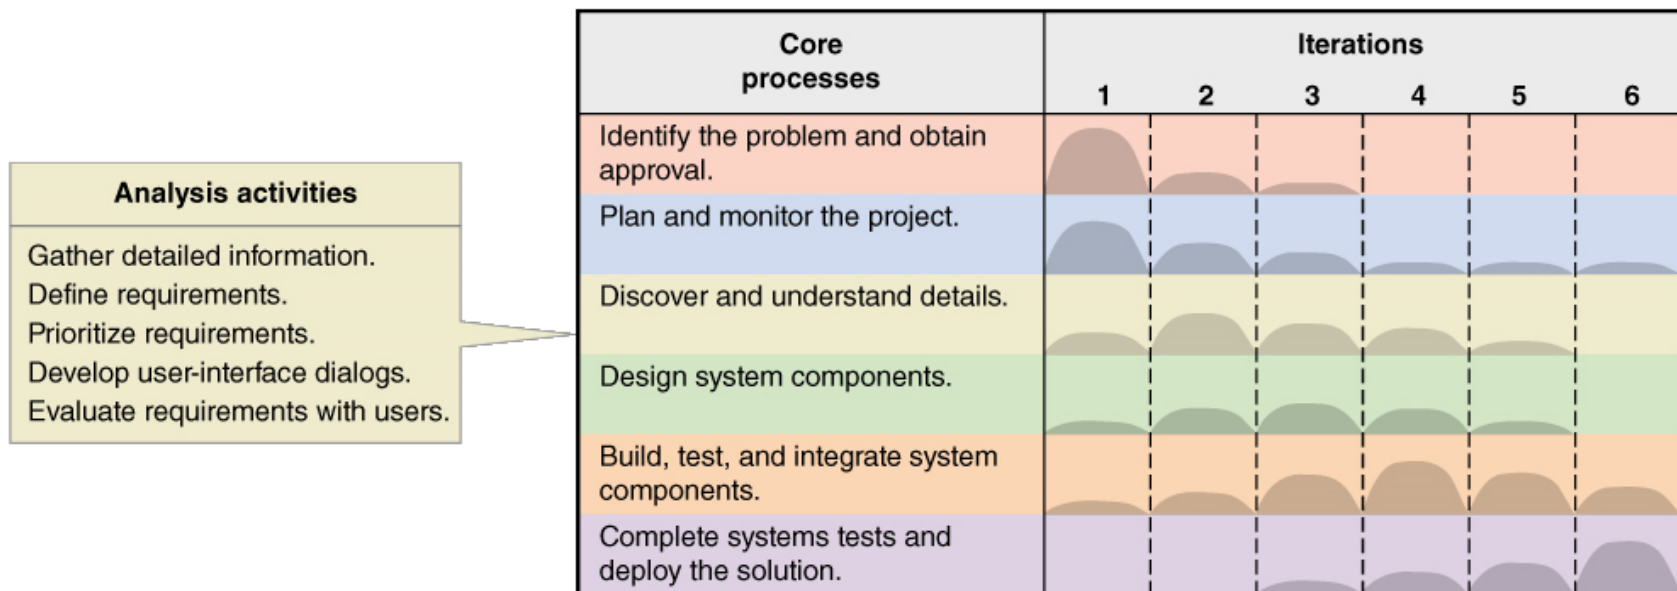 Core
processes
Iterations
1 2 3 4 5 6
Identify the problem and obtain
approval.
Plan and monitor the project.
Discover and understand details.
Design system components.
Build, test, and integrate system
components.
Complete systems tests and
deploy the solution.
Analysis activities
Gather detailed information.
Define requirements.
Prioritize requirements.
Develop user-interface dialogs.
Evaluate requirements with users.